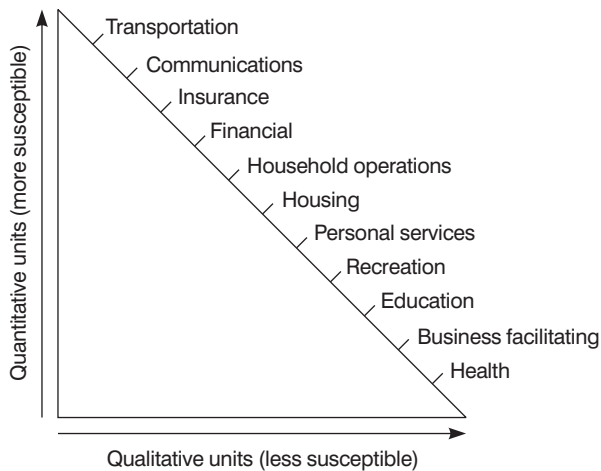 Transportation
Communications
Insurance
Financial
Household operations
Housing
Personal services
Recreation
Education
Business facilitating
Health
Quantitative units (more susceptible)
Qualitative units (less susceptible)